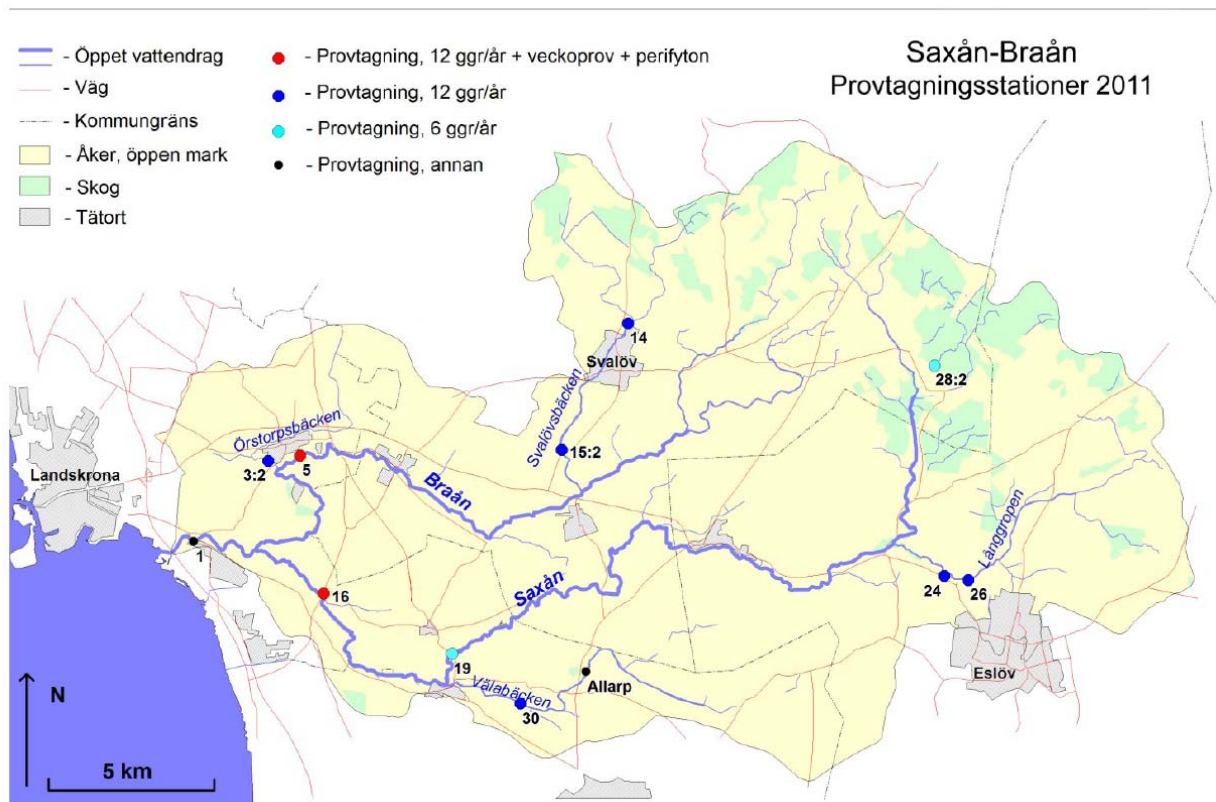 Saxån-Braån
Provtagningsstationer 2011
- Öppet vattendrag
- Väg
- Kommungräns
- Åker, öppen mark
- Skog
- Tätort
- Provtagning, 12 ggr/år + veckoprov + perifyton
- Provtagning, 12 ggr/år
- Provtagning, 6 ggr/år
- Provtagning, annan
14
Svalöv
28:2
Svalövsbäcken
Örstorpsbäcken
15:2
5
3:2
Landskrona
Braån
Långgropen
1
Saxån
24
26
16
19
Allarp
Eslöv
Välabäcken
30
N
5 km